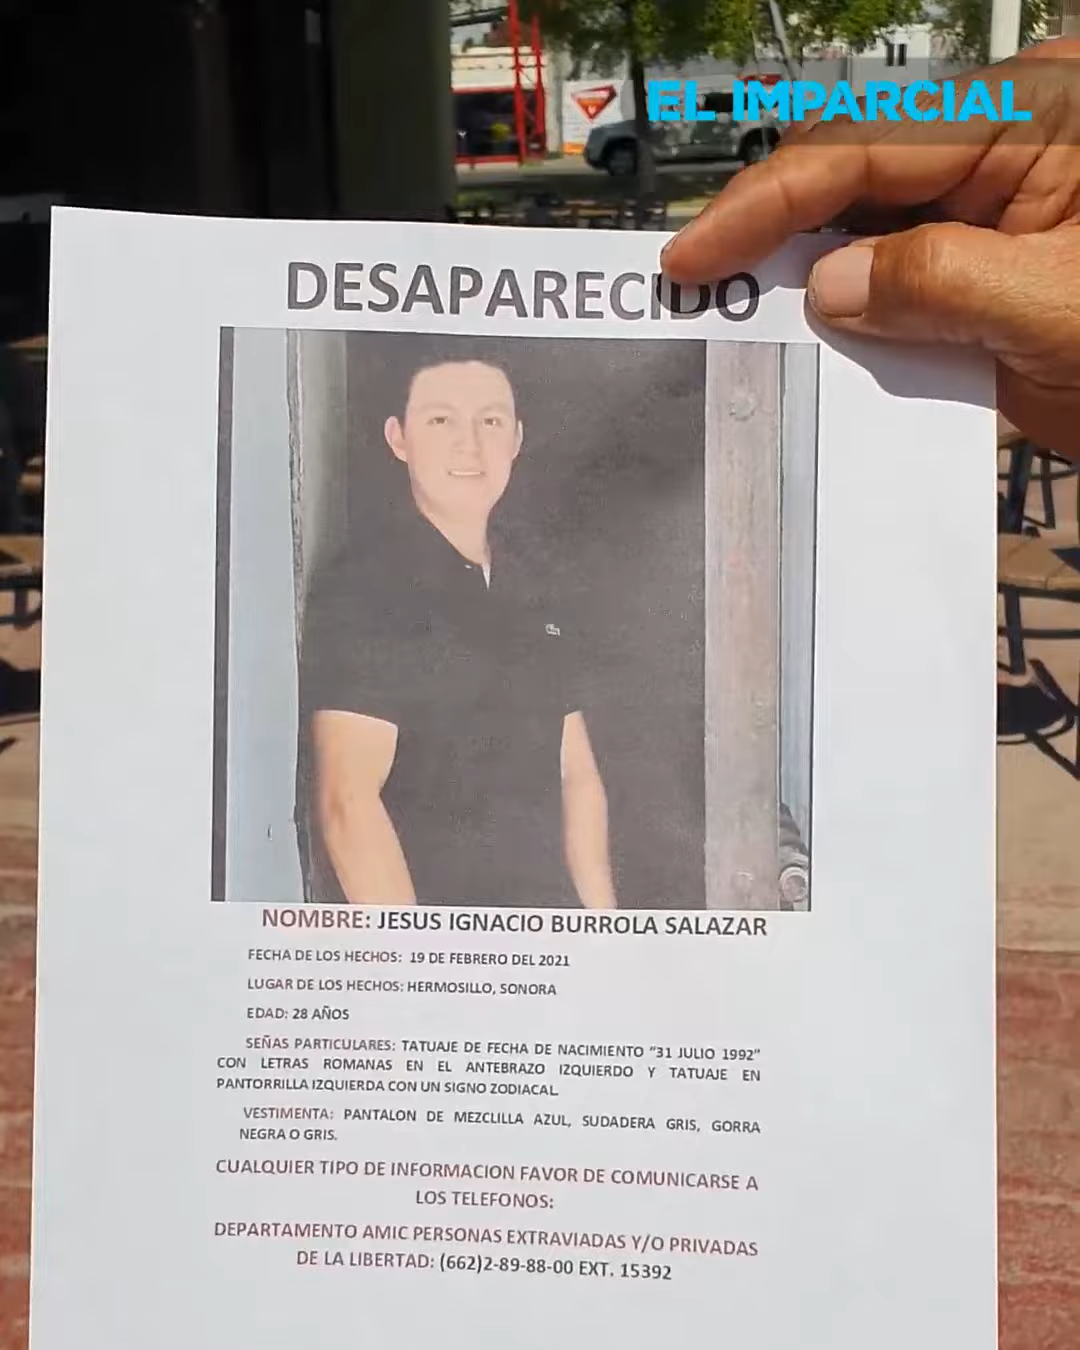 EL IMPARCIAL
DESAPARECIDO
NOMBRE: JESUS IGNACIO BURROLA SALAZAR
FECHA DE LOS HECHOS: 19 DE FEBRERO DEL 2021
LUGAR DE LOS HECHOS: HERMOSILLO, SONORA
EDAD: 28 AÑOS
SEÑAS PARTICULARES: TATUAJE DE FECHA DE NACIMIENTO “31 JULIO 1992”
CON LETRAS ROMANAS EN EL ANTEBRAZO IZQUIERDO Y TATUAJE EN
PANTORRILLA IZQUIERDA CON UN SIGNO ZODIACAL.
VESTIMENTA: PANTALON DE MEZCLILLA AZUL, SUDADERA GRIS, GORRA
NEGRA O GRIS.
CUALQUIER TIPO DE INFORMACION FAVOR DE COMUNICARSE A
LOS TELEFONOS:
DEPARTAMENTO AMIC PERSONAS EXTRAVIADAS Y/O PRIVADAS
DE LA LIBERTAD: (662)2-89-88-00 EXT. 15392